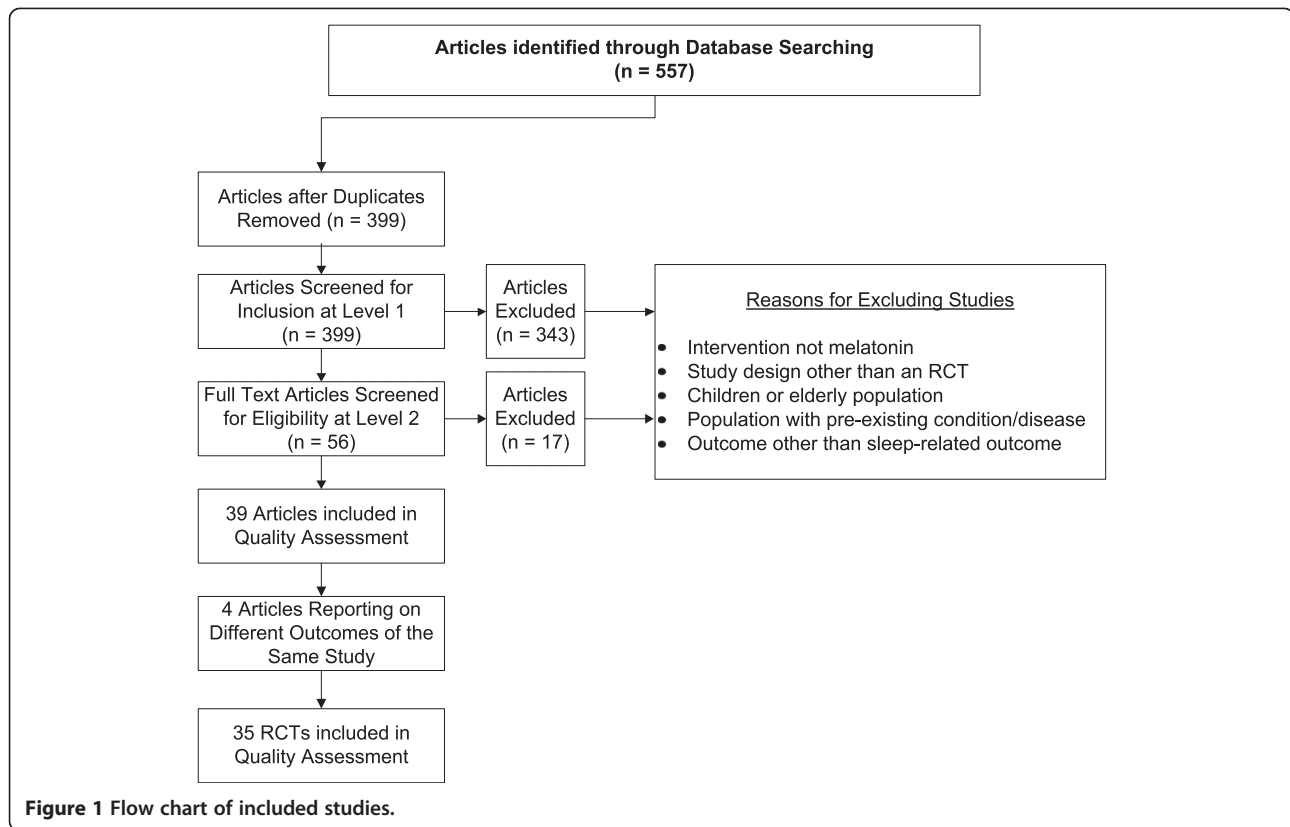 Articles identified through Database Searching
(n = 557)
Articles after Duplicates
Removed (n = 399)
Articles Screened for
Inclusion at Level 1
(n = 399)
Articles
Excluded
(n = 343)
Reasons for Excluding Studies
• Intervention not melatonin
• Study design other than an RCT
• Children or elderly population
• Population with pre-existing condition/disease
• Outcome other than sleep-related outcome
Full Text Articles Screened
for Eligibility at Level 2
(n = 56)
Articles
Excluded
(n = 17)
39 Articles included in
Quality Assessment
4 Articles Reporting on
Different Outcomes of the
Same Study
35 RCTs included in
Quality Assessment
Figure 1 Flow chart of included studies.